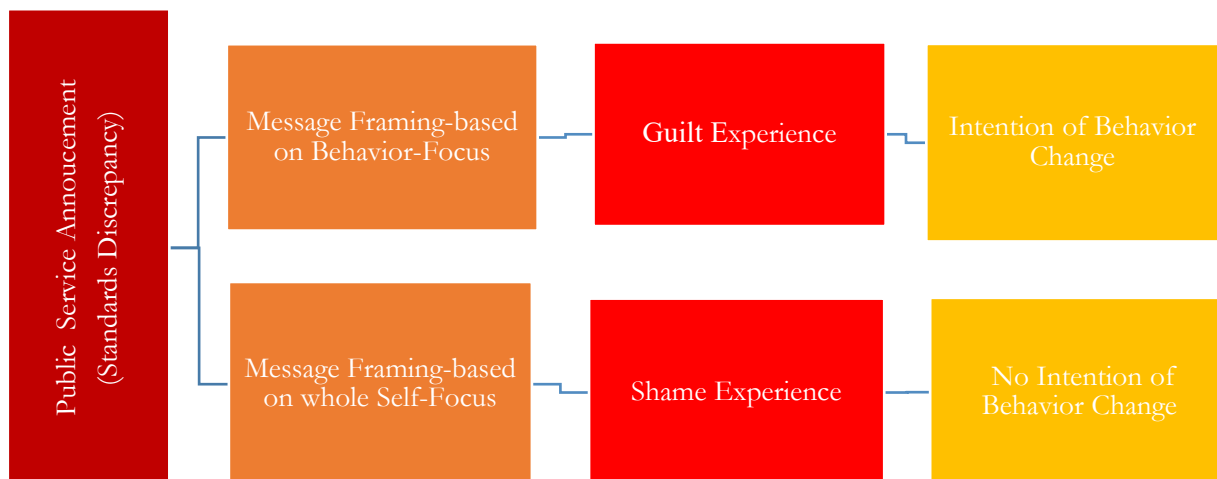 Public Service Annoucement
(Standards Discrepancy)
Message Framing-based
on Behavior-Focus
Guilt Experience
Intention of Behavior
Change
Message Framing-based
on whole Self-Focus
Shame Experience
No Intention of
Behavior Change